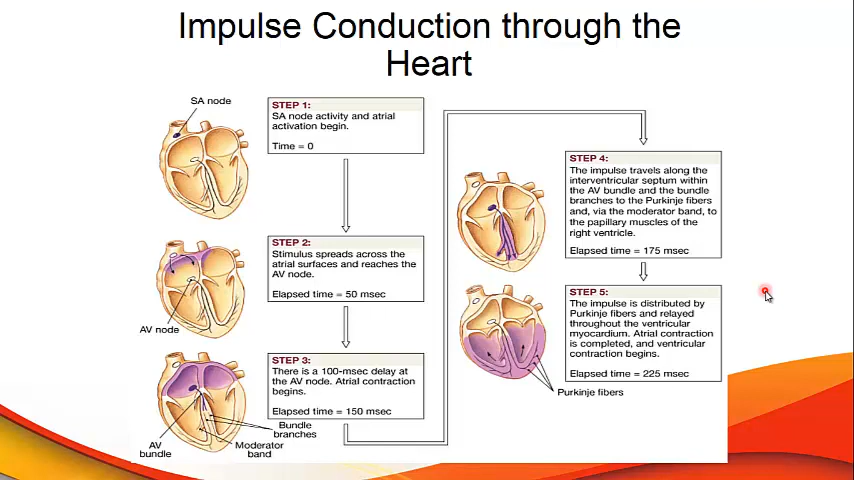 Impulse Conduction through the
Heart
SA node
STEP 1:
SA node activity and atrial
activation begin.
Time = 0
STEP 2:
Stimulus spreads across the
atrial surfaces and reaches the
AV node.
Elapsed time = 50 msec
AV node
STEP 3:
There is a 100-msec delay at
the AV node. Atrial contraction
begins.
Elapsed time = 150 msec
AV
bundle
Bundle
branches
Moderator
band
STEP 4:
The impulse travels along the
interventricular septum within
the AV bundle and the bundle
branches to the Purkinje fibers
and, via the moderator band, to
the papillary muscles of the
right ventricle.
Elapsed time = 175 msec
STEP 5:
The impulse is distributed by
Purkinje fibers and relayed
throughout the ventricular
myocardium. Atrial contraction
is completed, and ventricular
contraction begins.
Elapsed time = 225 msec
Purkinje fibers